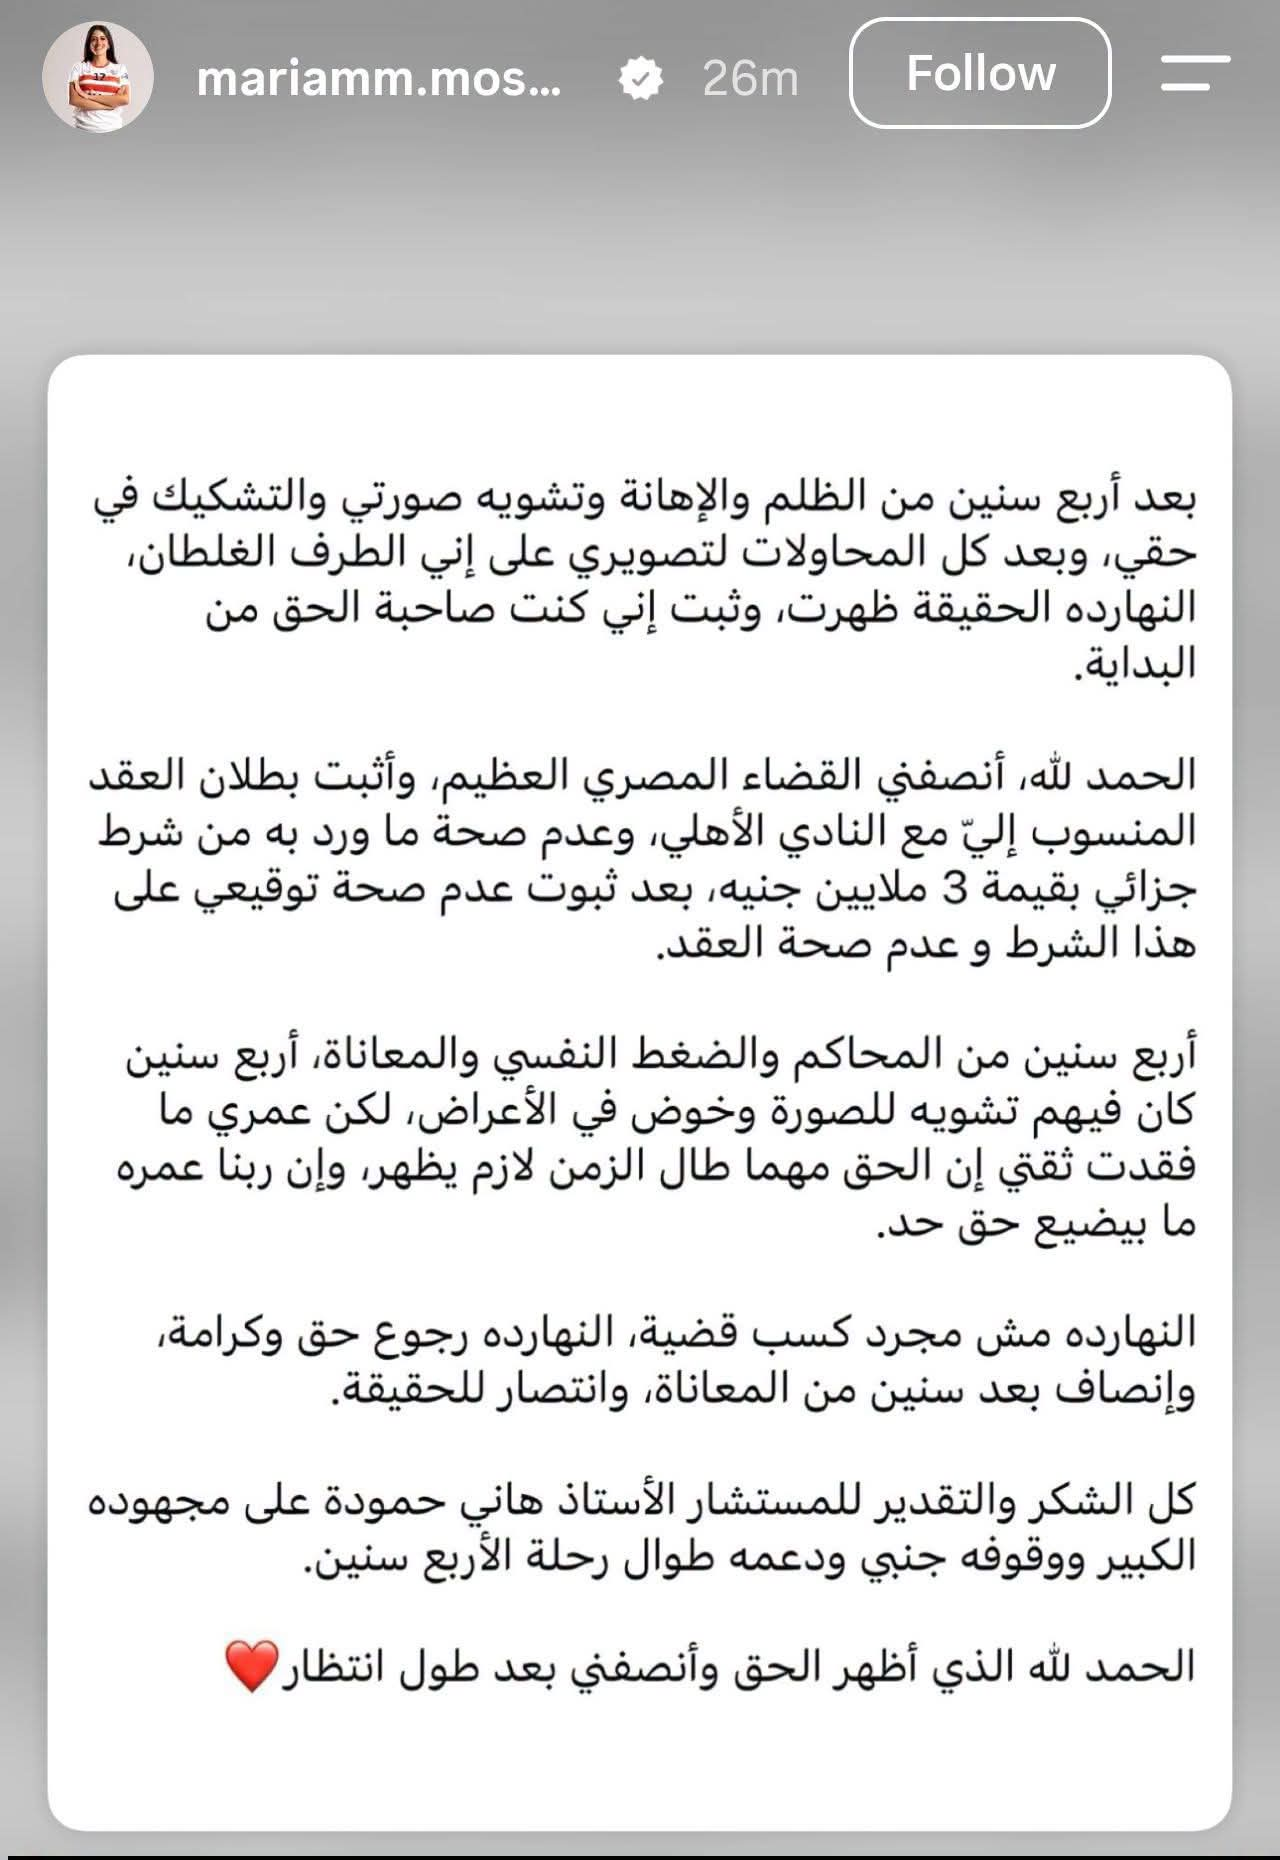 mariamm.mos... 26m Follow
بعد أربع سنين من الظلم والإهانة وتشويه صورتي والتشكيك في
حقي، وبعد كل المحاولات لتصويري على إني الطرف الغلطان،
النهارده الحقيقة ظهرت، وثبت إني كنت صاحبة الحق من
البداية.
الحمد لله، أنصفني القضاء المصري العظيم، وأثبت بطلان العقد
المنسوب إليّ مع النادي الأهلي، وعدم صحة ما ورد به من شرط
جزائي بقيمة 3 ملايين جنيه، بعد ثبوت عدم صحة توقيعي على
هذا الشرط و عدم صحة العقد.
أربع سنين من المحاكم والضغط النفسي والمعاناة، أربع سنين
كان فيهم تشويه للصورة وخوض في الأعراض، لكن عمري ما
فقدت ثقتي إن الحق مهما طال الزمن لازم يظهر، وإن ربنا عمره
ما بيضيع حق حد.
النهارده مش مجرد كسب قضية، النهارده رجوع حق وكرامة،
وإنصاف بعد سنين من المعاناة، وانتصار للحقيقة.
كل الشكر والتقدير للمستشار الأستاذ هاني حمودة على مجهوده
الكبير ووقوفه جنبي ودعمه طوال رحلة الأربع سنين.
الحمد لله الذي أظهر الحق وأنصفني بعد طول انتظار❤️